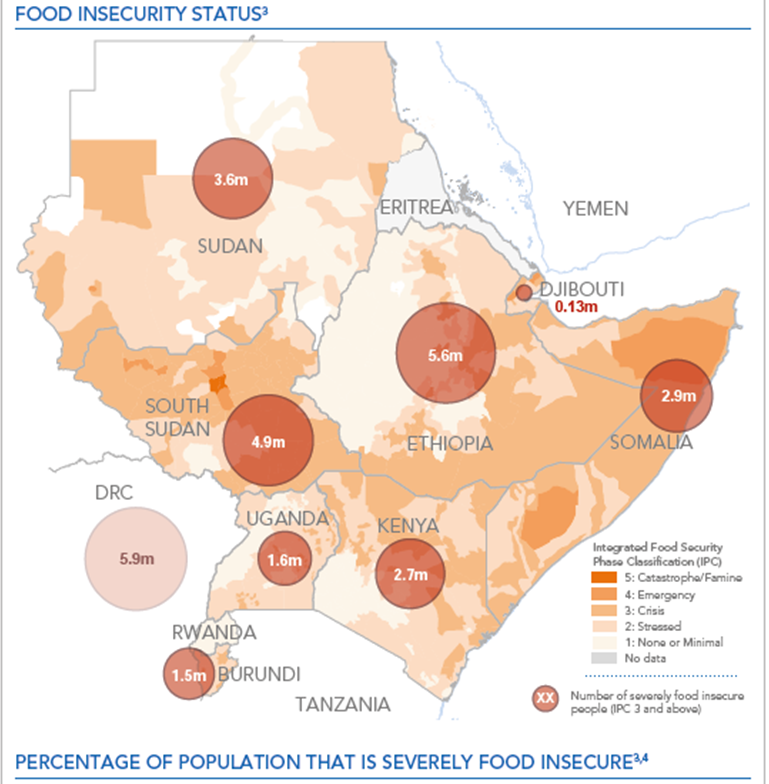 FOOD INSECURITY STATUS³
3.6m
ERITREA
YEMEN
SUDAN
DJIBOUTI
0.13m
5.6m
2.9m
SOUTH
SUDAN
4.9m
ETHIOPIA
SOMALIA
DRC
UGANDA
KENYA
5.9m
1.6m
2.7m
Integrated Food Security
Phase Classification (IPC)
5: Catastrophe/Famine
4: Emergency
3: Crisis
2: Stressed
1: None or Minimal
No data
RWANDA
1.5m
BURUNDI
TANZANIA
XX
Number of severely food insecure
people (IPC 3 and above)
PERCENTAGE OF POPULATION THAT IS SEVERELY FOOD INSECURE³,⁴